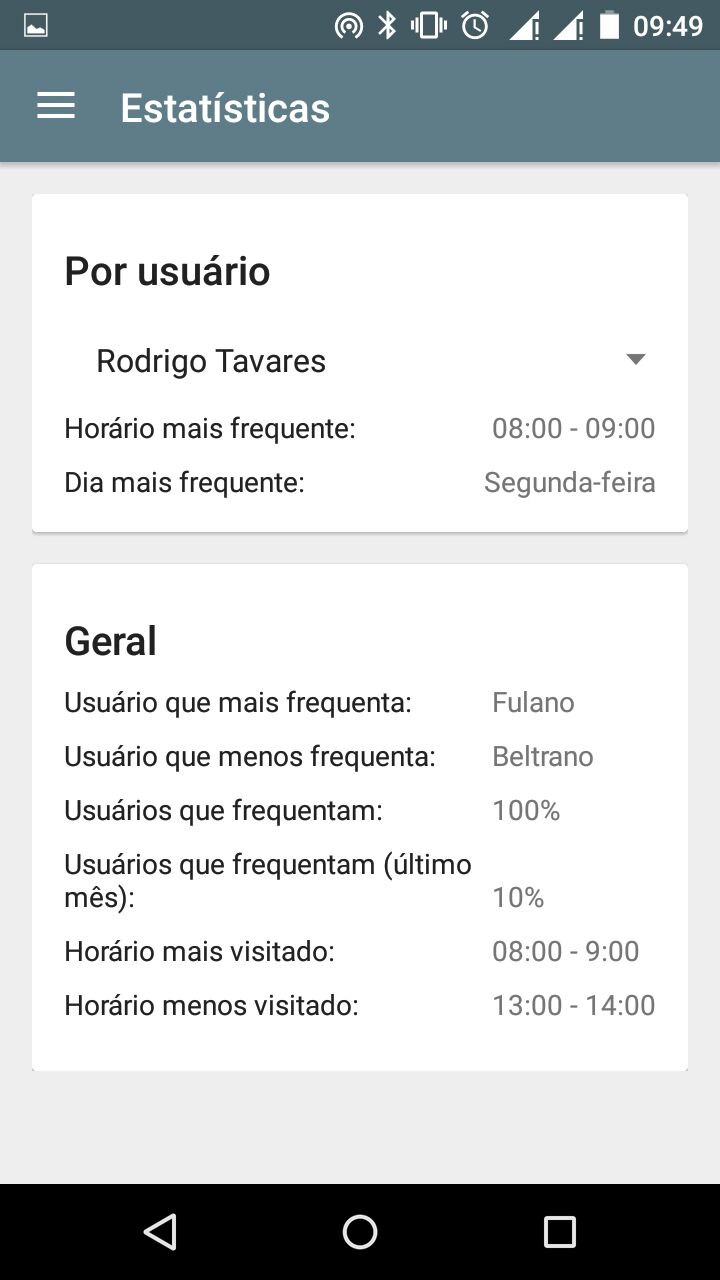 09:49
Estatísticas
Por usuário
Rodrigo Tavares
Horário mais frequente: 08:00 - 09:00
Dia mais frequente: Segunda-feira
Geral
Usuário que mais frequenta: Fulano
Usuário que menos frequenta: Beltrano
Usuários que frequentam: 100%
Usuários que frequentam (último
mês): 10%
Horário mais visitado: 08:00 - 9:00
Horário menos visitado: 13:00 - 14:00